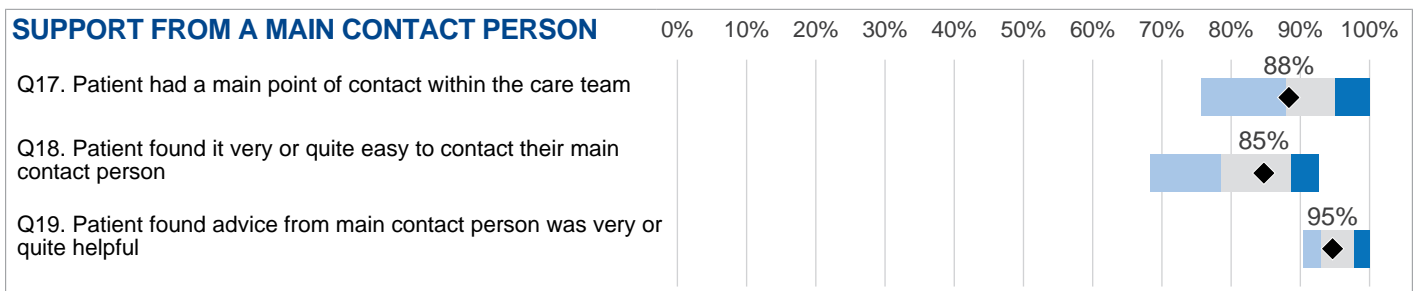 SUPPORT FROM A MAIN CONTACT PERSON 0% 10% 20% 30% 40% 50% 60% 70% 80% 90% 100%
Q17. Patient had a main point of contact within the care team 88%
Q18. Patient found it very or quite easy to contact their main 85%
contact person
Q19. Patient found advice from main contact person was very or 95%
quite helpful